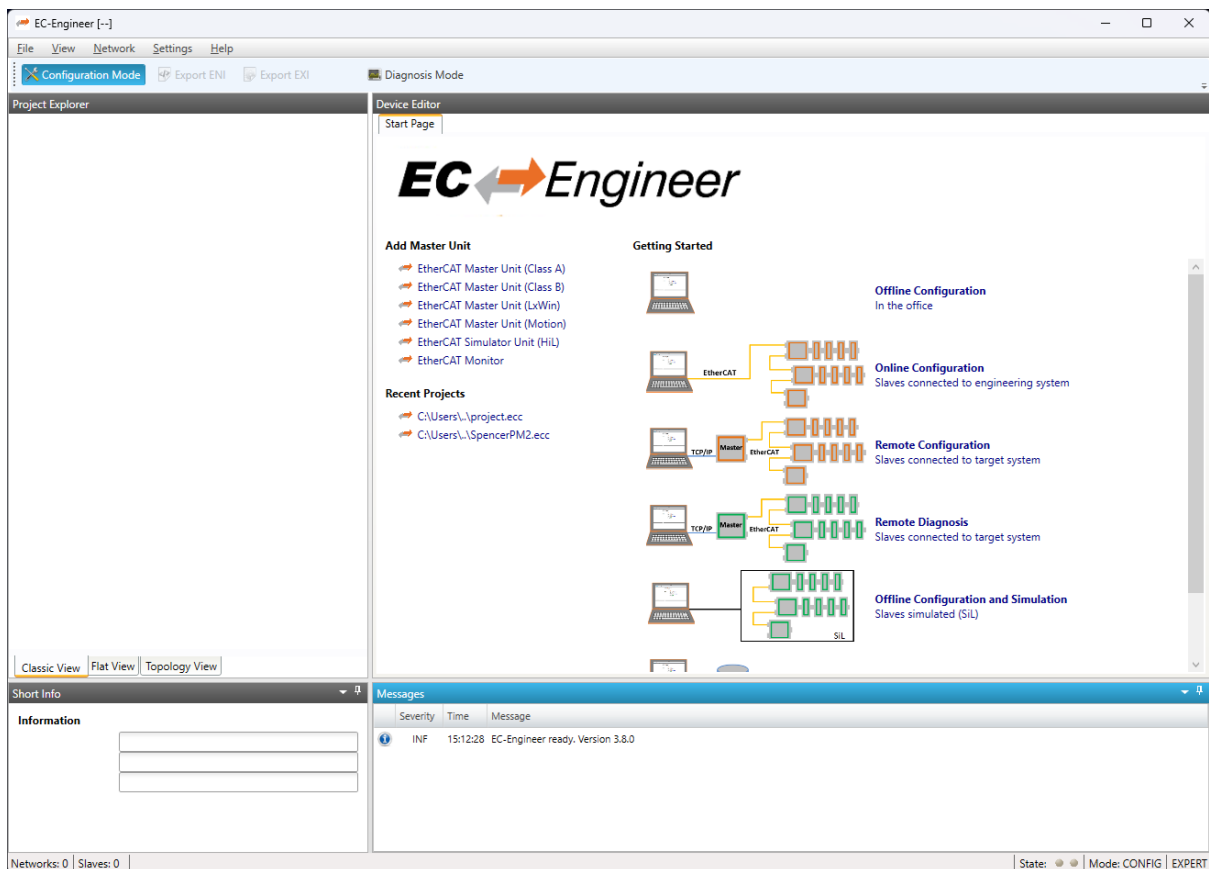 EC-Engineer [--]
File View Network Settings Help
Configuration Mode Export ENI Export EXI Diagnosis Mode
Project Explorer
Device Editor
Start Page
EC Engineer
Add Master Unit
EtherCAT Master Unit (Class A)
EtherCAT Master Unit (Class B)
EtherCAT Master Unit (LxWin)
EtherCAT Master Unit (Motion)
EtherCAT Simulator Unit (HiL)
EtherCAT Monitor
Recent Projects
C:\Users\..\project.ecc
C:\Users\..\SpencerPM2.ecc
Getting Started
Offline Configuration
In the office
EtherCAT
Online Configuration
Slaves connected to engineering system
TCP/IP Master EtherCAT
Remote Configuration
Slaves connected to target system
TCP/IP Master EtherCAT
Remote Diagnosis
Slaves connected to target system
SiL
Offline Configuration and Simulation
Slaves simulated (SiL)
Classic View Flat View Topology View
Short Info
Information
Messages
Severity Time Message
INF 15:12:28 EC-Engineer ready. Version 3.8.0
Networks: 0 Slaves: 0
State: Mode: CONFIG EXPERT